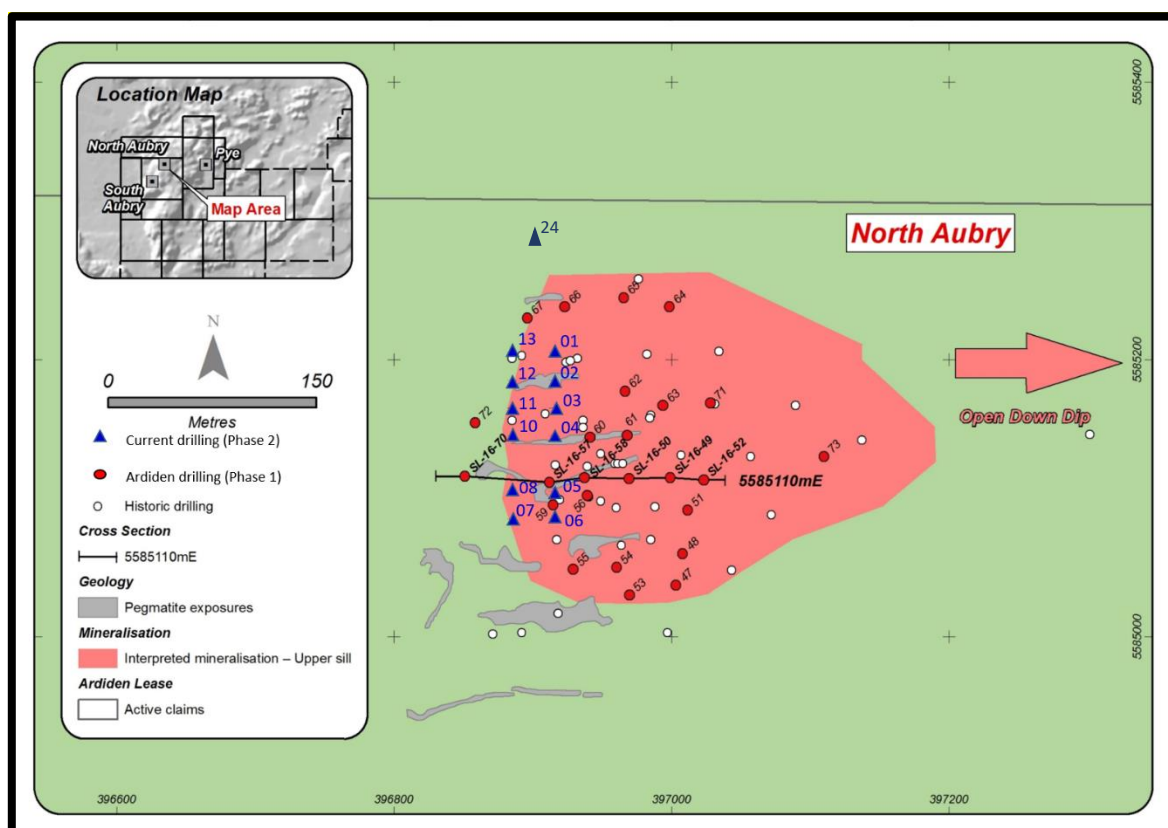 Location Map
North Aubry
Pye
South
Aubry
Map Area
N
0 150
Metres
Current drilling (Phase 2)
Ardiden drilling (Phase 1)
Historic drilling
Cross Section
5585110mE
Geology
Pegmatite exposures
Mineralisation
Interpreted mineralisation – Upper sill
Ardiden Lease
Active claims
5585400
24
North Aubry
65
66
64
67
13 01
5585200
12 02
62
11 03
63
71
Open Down Dip
72
10 04
60
61
73
SL-16-70
SL-16-57
SL-16-58
SL-16-50
SL-16-49
SL-16-52
5585110mE
08 05
56
59
51
07 06
48
55
54
53
47
5585000
396600 396800 397000 397200